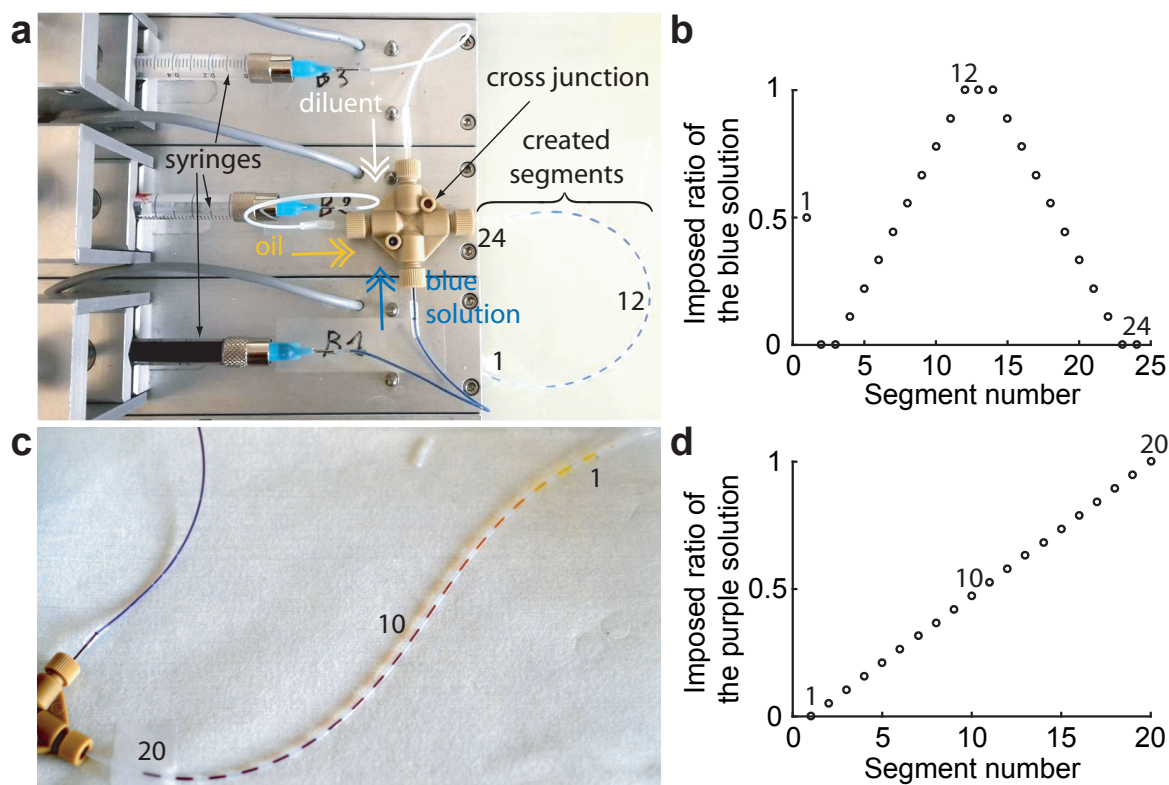 a
diluent
cross junction
created
segments
syringes
oil
blue
solution
24
12
1
B3
B1
b
Imposed ratio of
the blue solution
1
0.5
0
1
12
24
0 5 10 15 20 25
Segment number
c
1
10
20
d
Imposed ratio of
the purple solution
1
0.5
0
1
10
20
0 5 10 15 20
Segment number